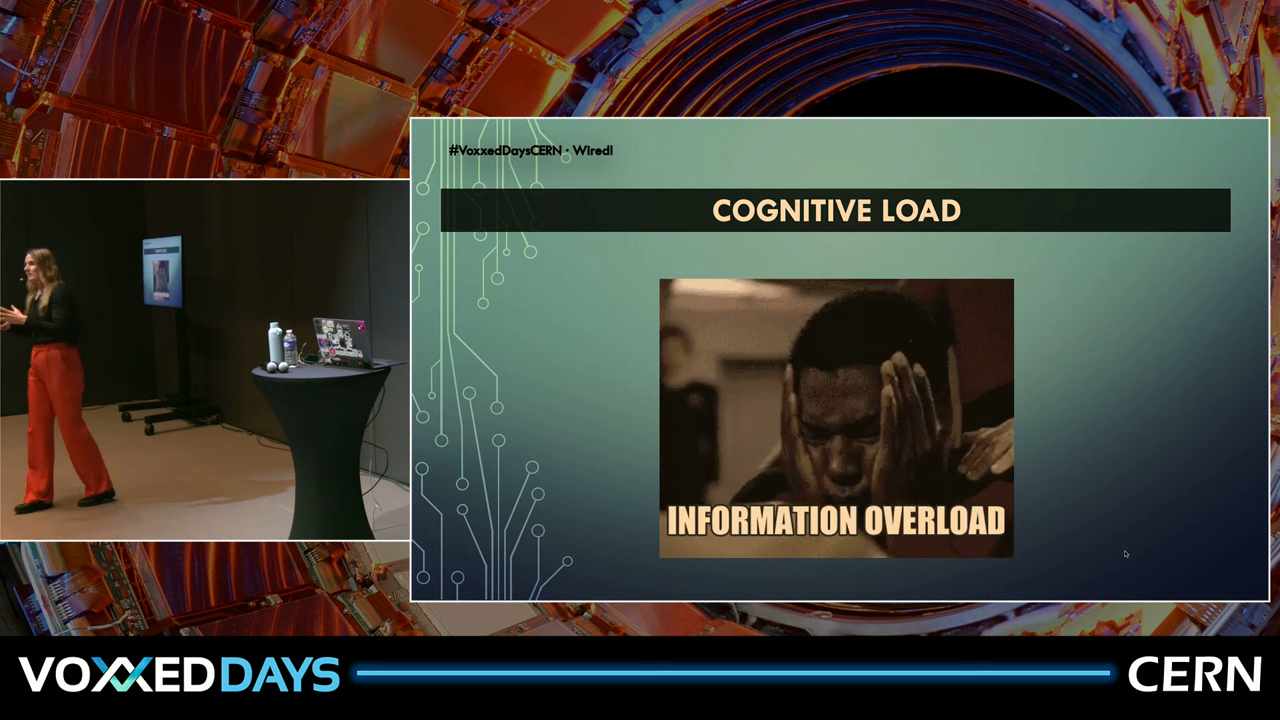 #VoxxedDaysCERN · Wired!
COGNITIVE LOAD
INFORMATION OVERLOAD
VOXXEDDAYS
CERN